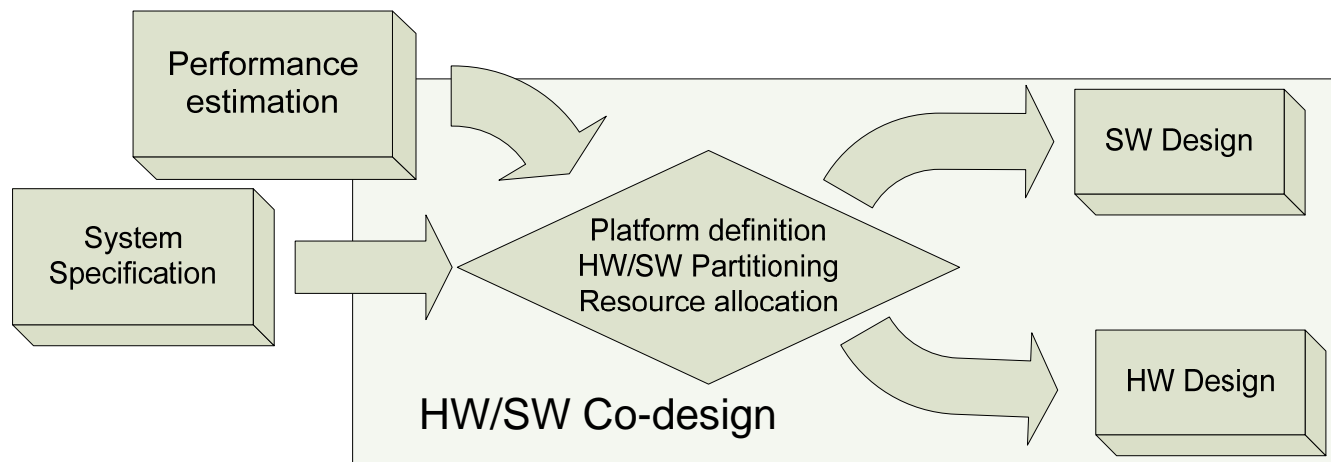 Performance
estimation
System
Specification
Platform definition
HW/SW Partitioning
Resource allocation
SW Design
HW Design
HW/SW Co-design